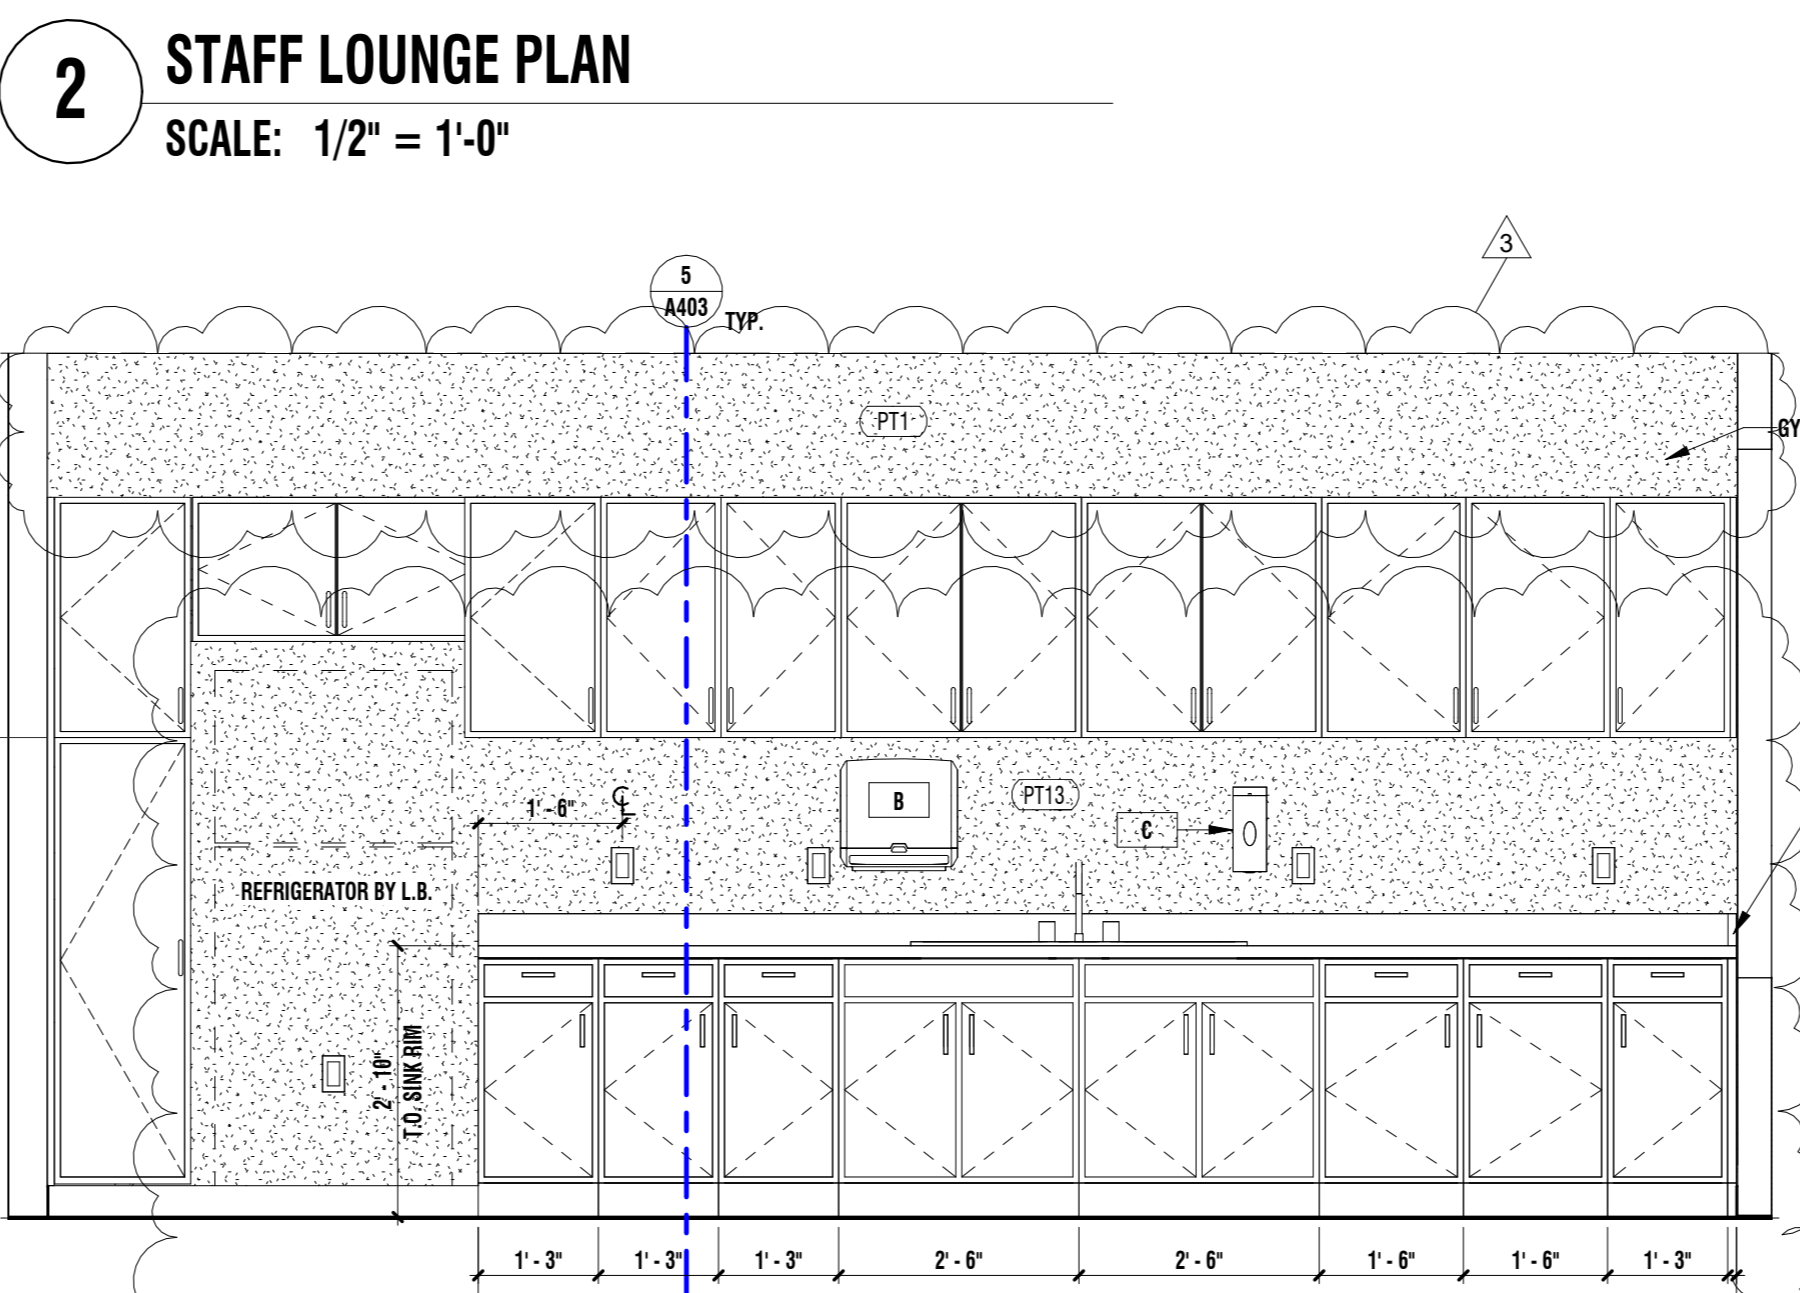 2
STAFF LOUNGE PLAN
SCALE: 1/2" = 1'-0"
3
5
A403
TYP.
PT1
GY
1' - 6"
CL
B
PT13
C
REFRIGERATOR BY L.B.
2' - 10"
T.O. SINK RIM
1' - 3"
1' - 3"
1' - 3"
2' - 6"
2' - 6"
1' - 6"
1' - 6"
1' - 3"